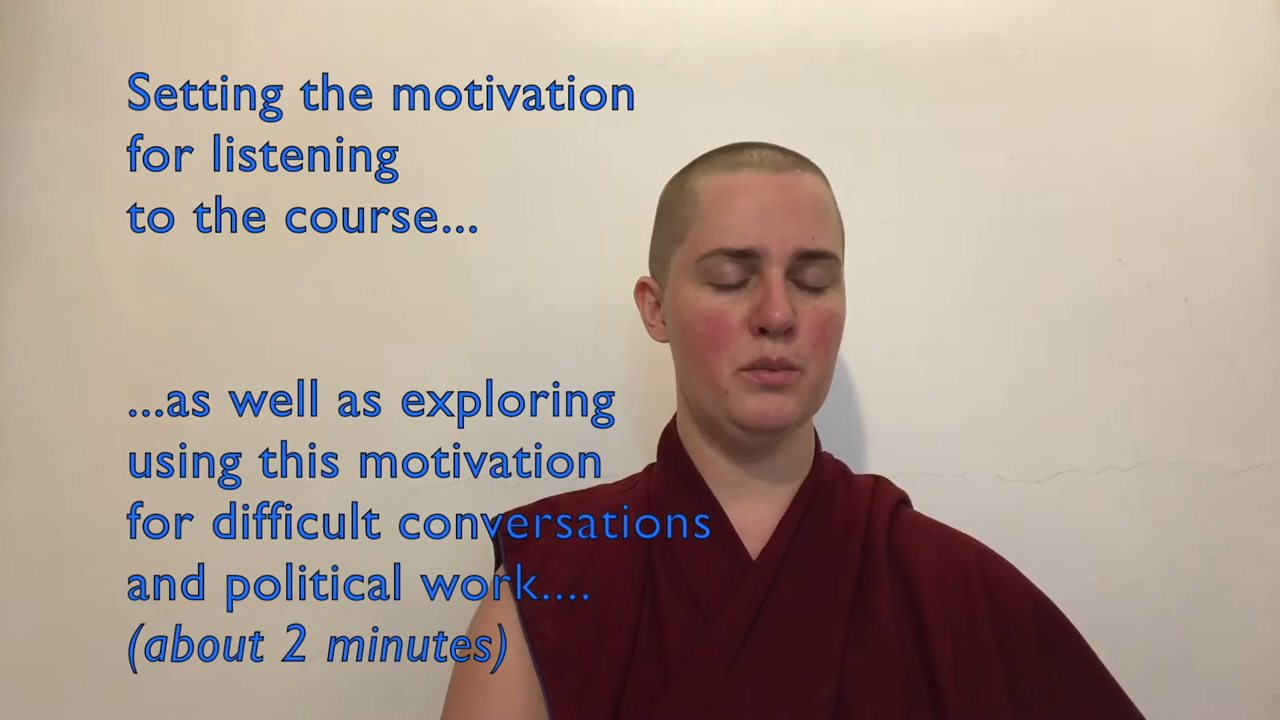 Setting the motivation
for listening
to the course...
...as well as exploring
using this motivation
for difficult conversations
and political work....
(about 2 minutes)